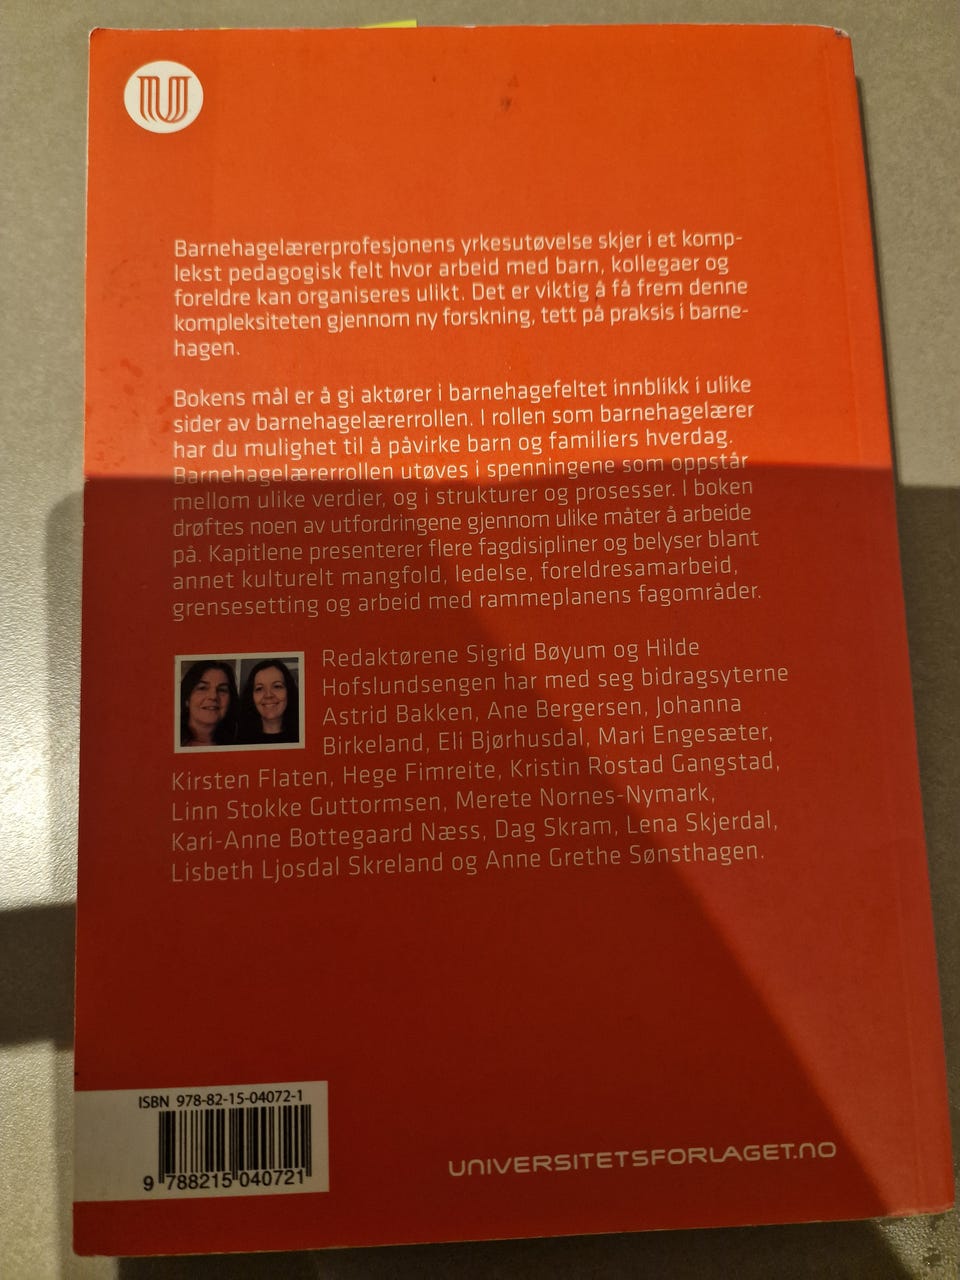 Barnehagelærerprofesjonens yrkesutøvelse skjer i et komp-
lekst pedagogisk felt hvor arbeid med barn, kollegaer og
foreldre kan organiseres ulikt. Det er viktig å få frem denne
kompleksiteten gjennom ny forskning, tett på praksis i barne-
hagen.
Bokens mål er å gi aktører i barnehagefeltet innblikk i ulike
sider av barnehagelærerrollen. I rollen som barnehagelærer
har du mulighet til å påvirke barn og familiers hverdag.
Barnehagelærerrollen utøves i spenningene som oppstår
mellom ulike verdier, og i strukturer og prosesser. I boken
drøftes noen av utfordringene gjennom ulike måter å arbeide
på. Kapitlene presenterer flere fagdisipliner og belyser blant
annet kulturelt mangfold, ledelse, foreldresamarbeid,
grensesetting og arbeid med rammeplanens fagområder.
Redaktørene Sigrid Bøyum og Hilde
Hofslundsengen har med seg bidragsyterne
Astrid Bakken, Ane Bergersen, Johanna
Birkeland, Eli Bjørhusdal, Mari Engesæter,
Kirsten Flaten, Hege Fimreite, Kristin Rostad Gangstad,
Linn Stokke Guttormsen, Merete Nornes-Nymark,
Kari-Anne Bottegaard Næss, Dag Skram, Lena Skjerdal,
Lisbeth Ljosdal Skreland og Anne Grethe Sønsthagen.
ISBN 978-82-15-04072-1
9 788215 040721
UNIVERSITETSFORLAGET.NO